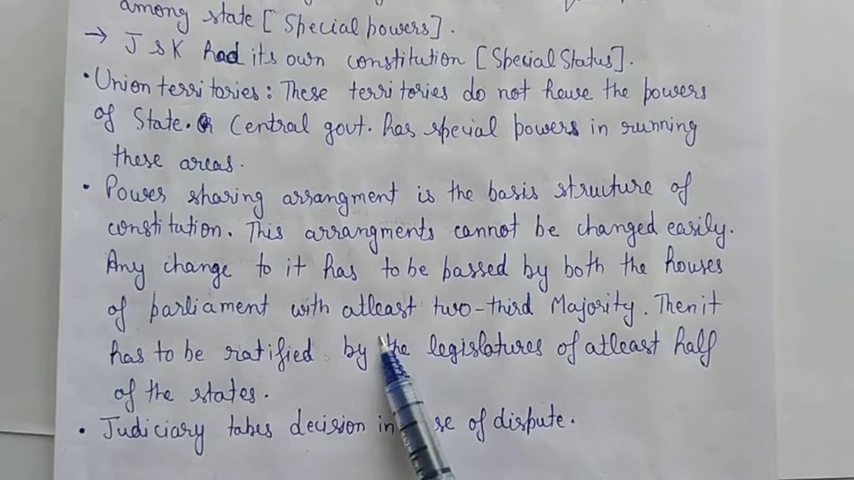 among state [Special powers].
→ J & K had its own constitution [Special Status].
• Union territories: These territories do not have the powers
of State. Central govt. has special powers in running
these areas.
• Power sharing arrangment is the basis structure of
constitution. This arrangments cannot be changed easily.
Any change to it has to be passed by both the houses
of parliament with atleast two-third Majority. Then it
has to be ratified by the legislatures of atleast half
of the states.
• Judiciary takes decision in se of dispute.